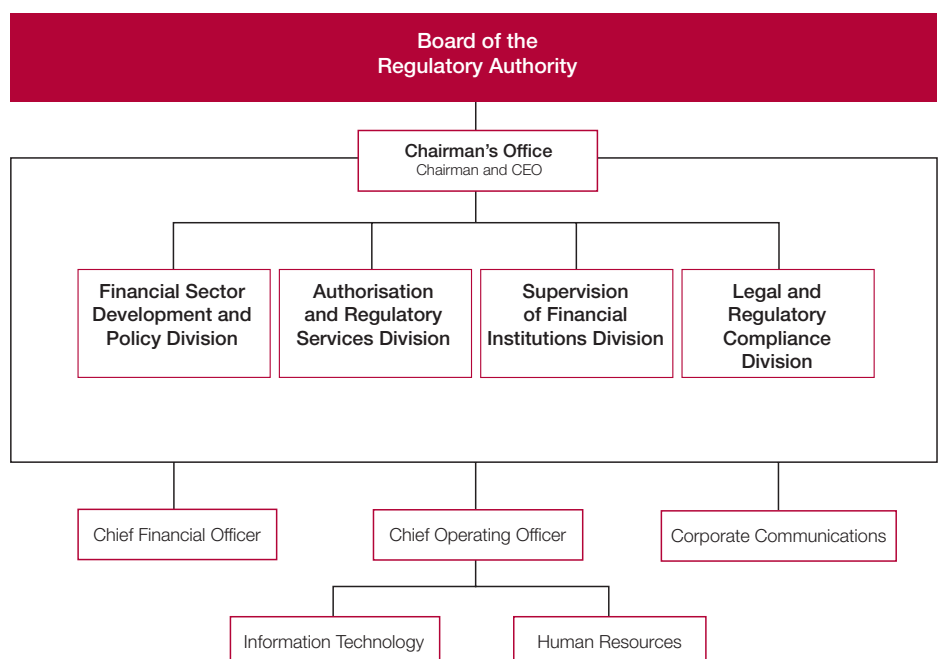 Board of the
Regulatory Authority
Chairman’s Office
Chairman and CEO
Financial Sector
Development and
Policy Division
Authorisation
and Regulatory
Services Division
Supervision
of Financial
Institutions Division
Legal and
Regulatory
Compliance
Division
Chief Financial Officer
Chief Operating Officer
Corporate Communications
Information Technology
Human Resources